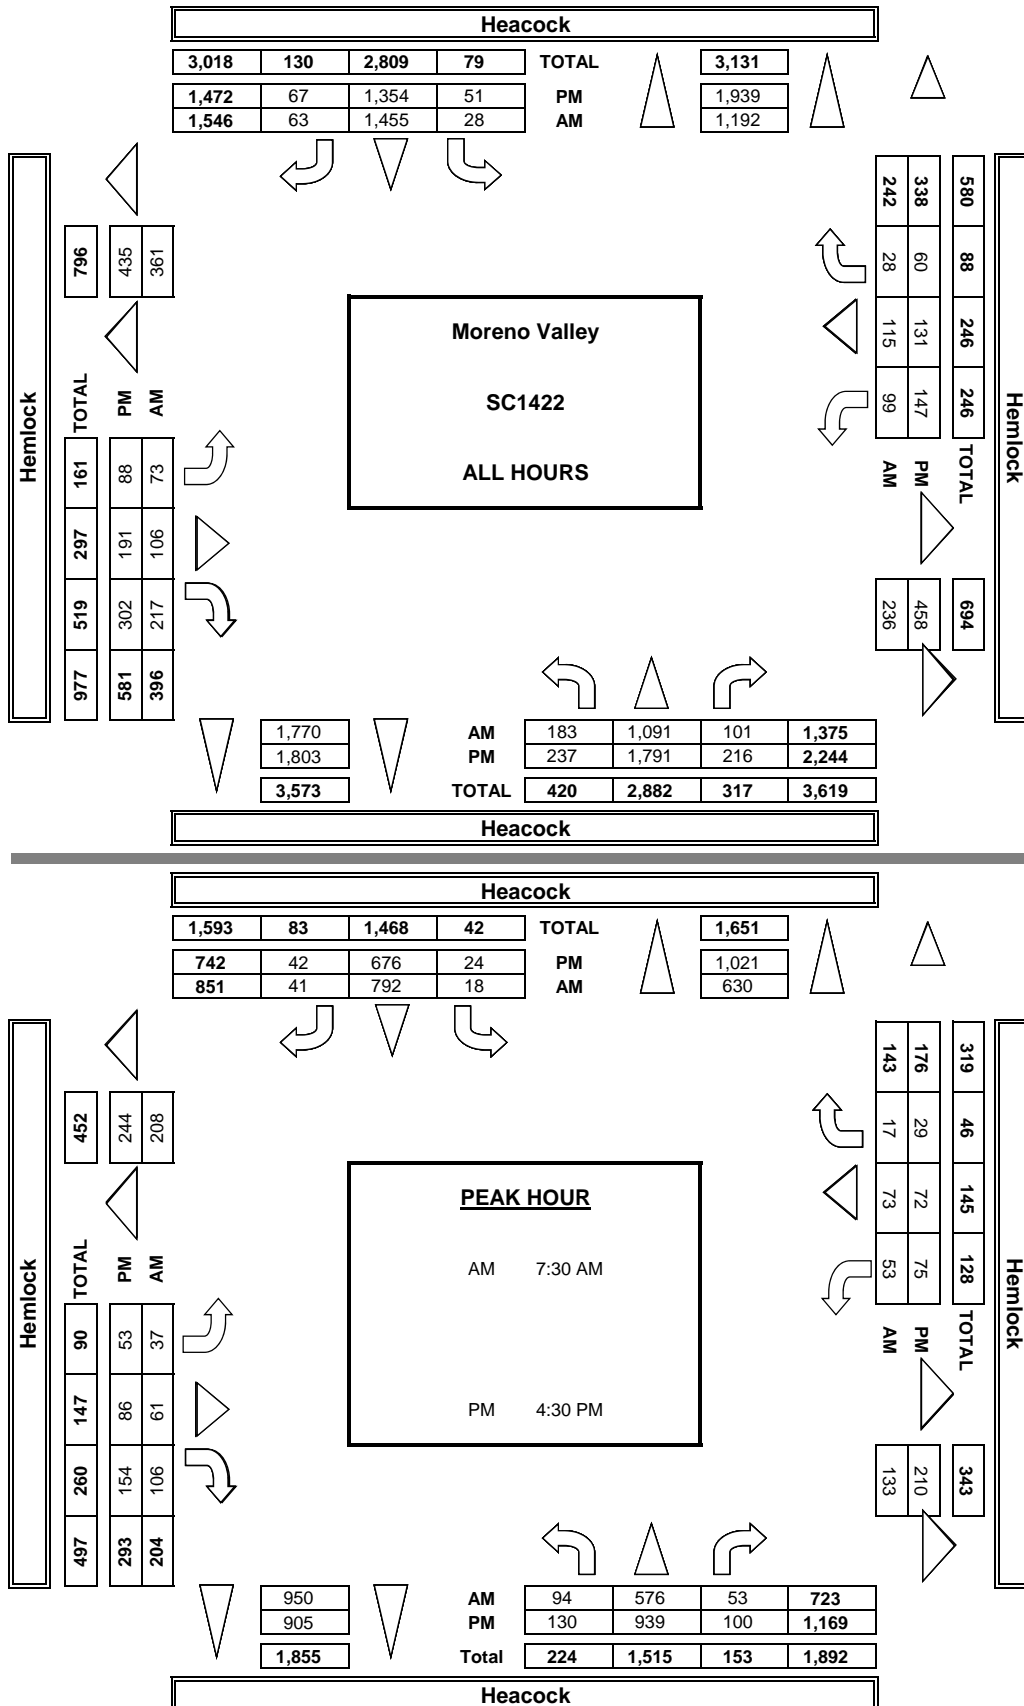 Heacock
3,018 130 2,809 79 TOTAL 3,131
1,472 67 1,354 51 PM 1,939
1,546 63 1,455 28 AM 1,192
Hemlock
796
435
361
TOTAL 161 297 519 977
PM 88 191 302 581
AM 73 106 217 396
Moreno Valley
SC1422
ALL HOURS
580 88 246 246 TOTAL
338 60 131 147 PM
242 28 115 99 AM
694
458
236
Hemlock
1,770 AM 183 1,091 101 1,375
1,803 PM 237 1,791 216 2,244
3,573 TOTAL 420 2,882 317 3,619
Heacock
Heacock
1,593 83 1,468 42 TOTAL 1,651
742 42 676 24 PM 1,021
851 41 792 18 AM 630
Hemlock
452
244
208
TOTAL 90 147 260 497
PM 53 86 154 293
AM 37 61 106 204
PEAK HOUR
AM 7:30 AM
PM 4:30 PM
319 46 145 128 TOTAL
176 29 72 75 PM
143 17 73 53 AM
343
210
133
Hemlock
950 AM 94 576 53 723
905 PM 130 939 100 1,169
1,855 Total 224 1,515 153 1,892
Heacock